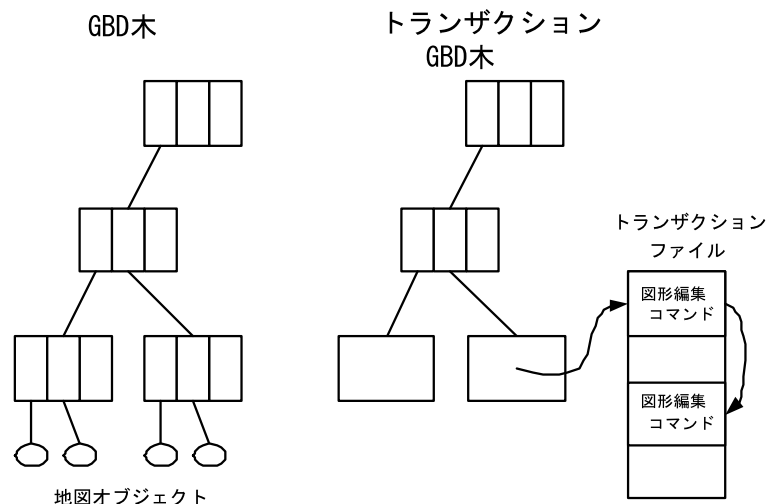 GBD木
トランザクション
GBD木
トランザクション
ファイル
図形編集
コマンド
図形編集
コマンド
地図オブジェクト